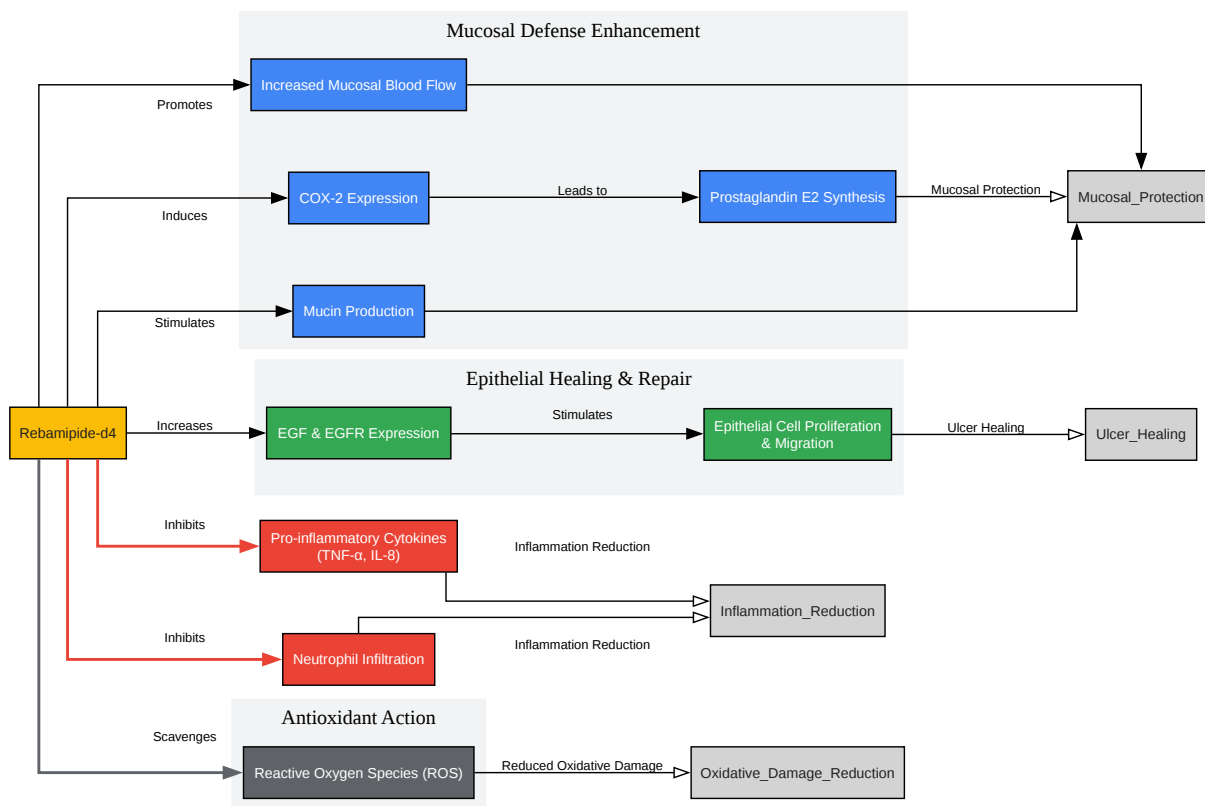 Mucosal Defense Enhancement
Increased Mucosal Blood Flow
Promotes
COX-2 Expression
Leads to
Prostaglandin E2 Synthesis
Mucosal Protection
Mucosal_Protection
Induces
Mucin Production
Stimulates
Epithelial Healing & Repair
Rebamipide-d4
Increases
EGF & EGFR Expression
Stimulates
Epithelial Cell Proliferation
& Migration
Ulcer Healing
Ulcer_Healing
Inhibits
Pro-inflammatory Cytokines
(TNF-α, IL-8)
Inflammation Reduction
Inflammation_Reduction
Inhibits
Neutrophil Infiltration
Inflammation Reduction
Antioxidant Action
Scavenges
Reactive Oxygen Species (ROS)
Reduced Oxidative Damage
Oxidative_Damage_Reduction